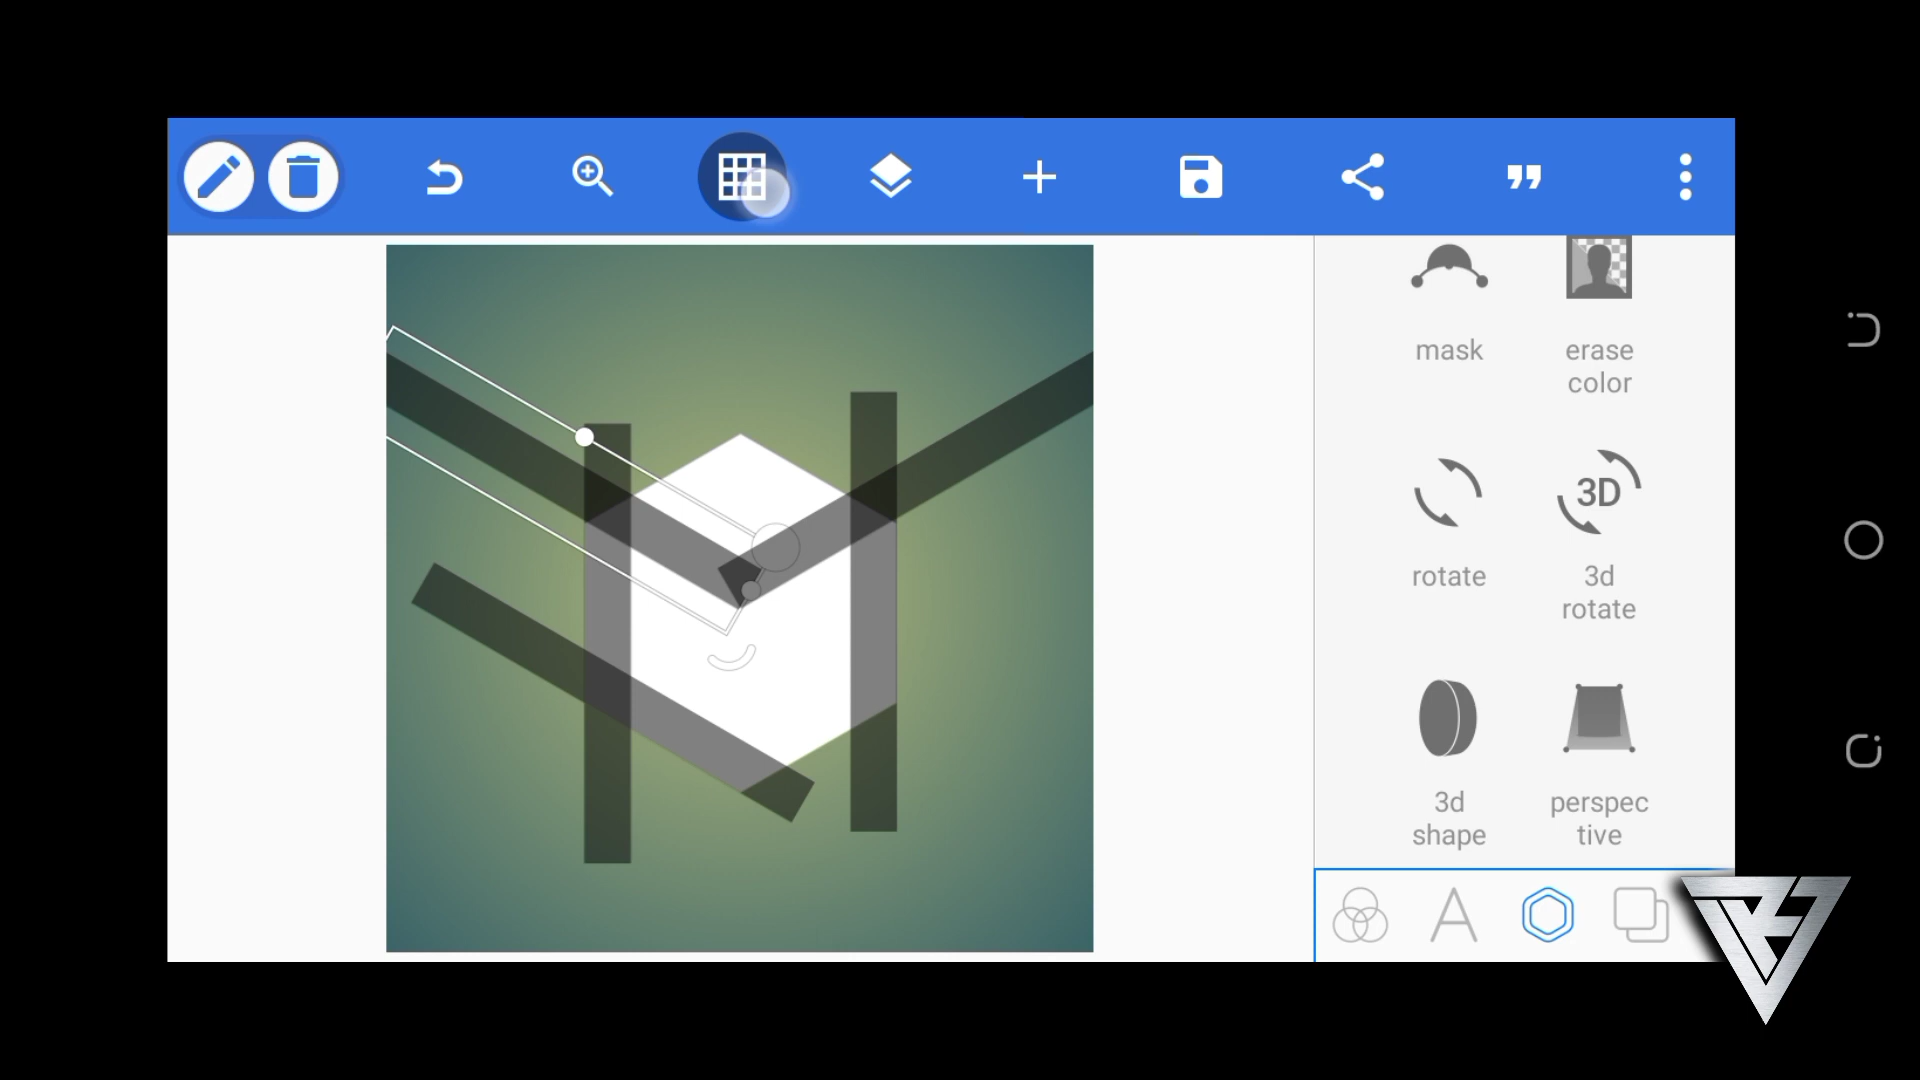 mask
erase
color
rotate
3D
3d
rotate
3d
shape
perspec
tive